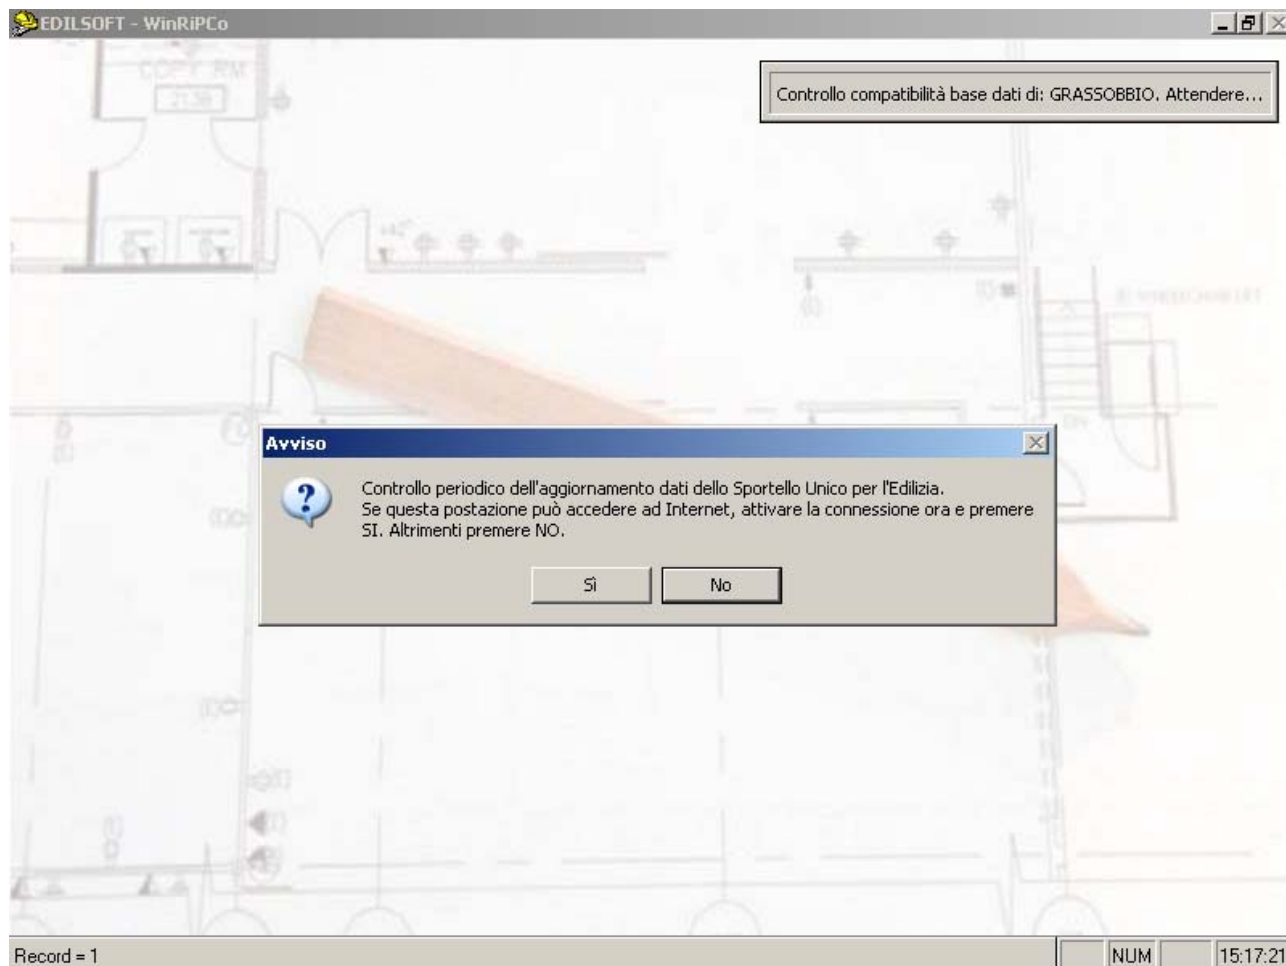 EDILSOFT - WinRiPCo
Controllo compatibilità base dati di: GRASSOBBIO. Attendere...
COPY RM
Avviso
Controllo periodico dell'aggiornamento dati dello Sportello Unico per l'Edilizia.
Se questa postazione può accedere ad Internet, attivare la connessione ora e premere
SI. Altrimenti premere NO.
Sì
No
Record = 1
NUM
15:17:21